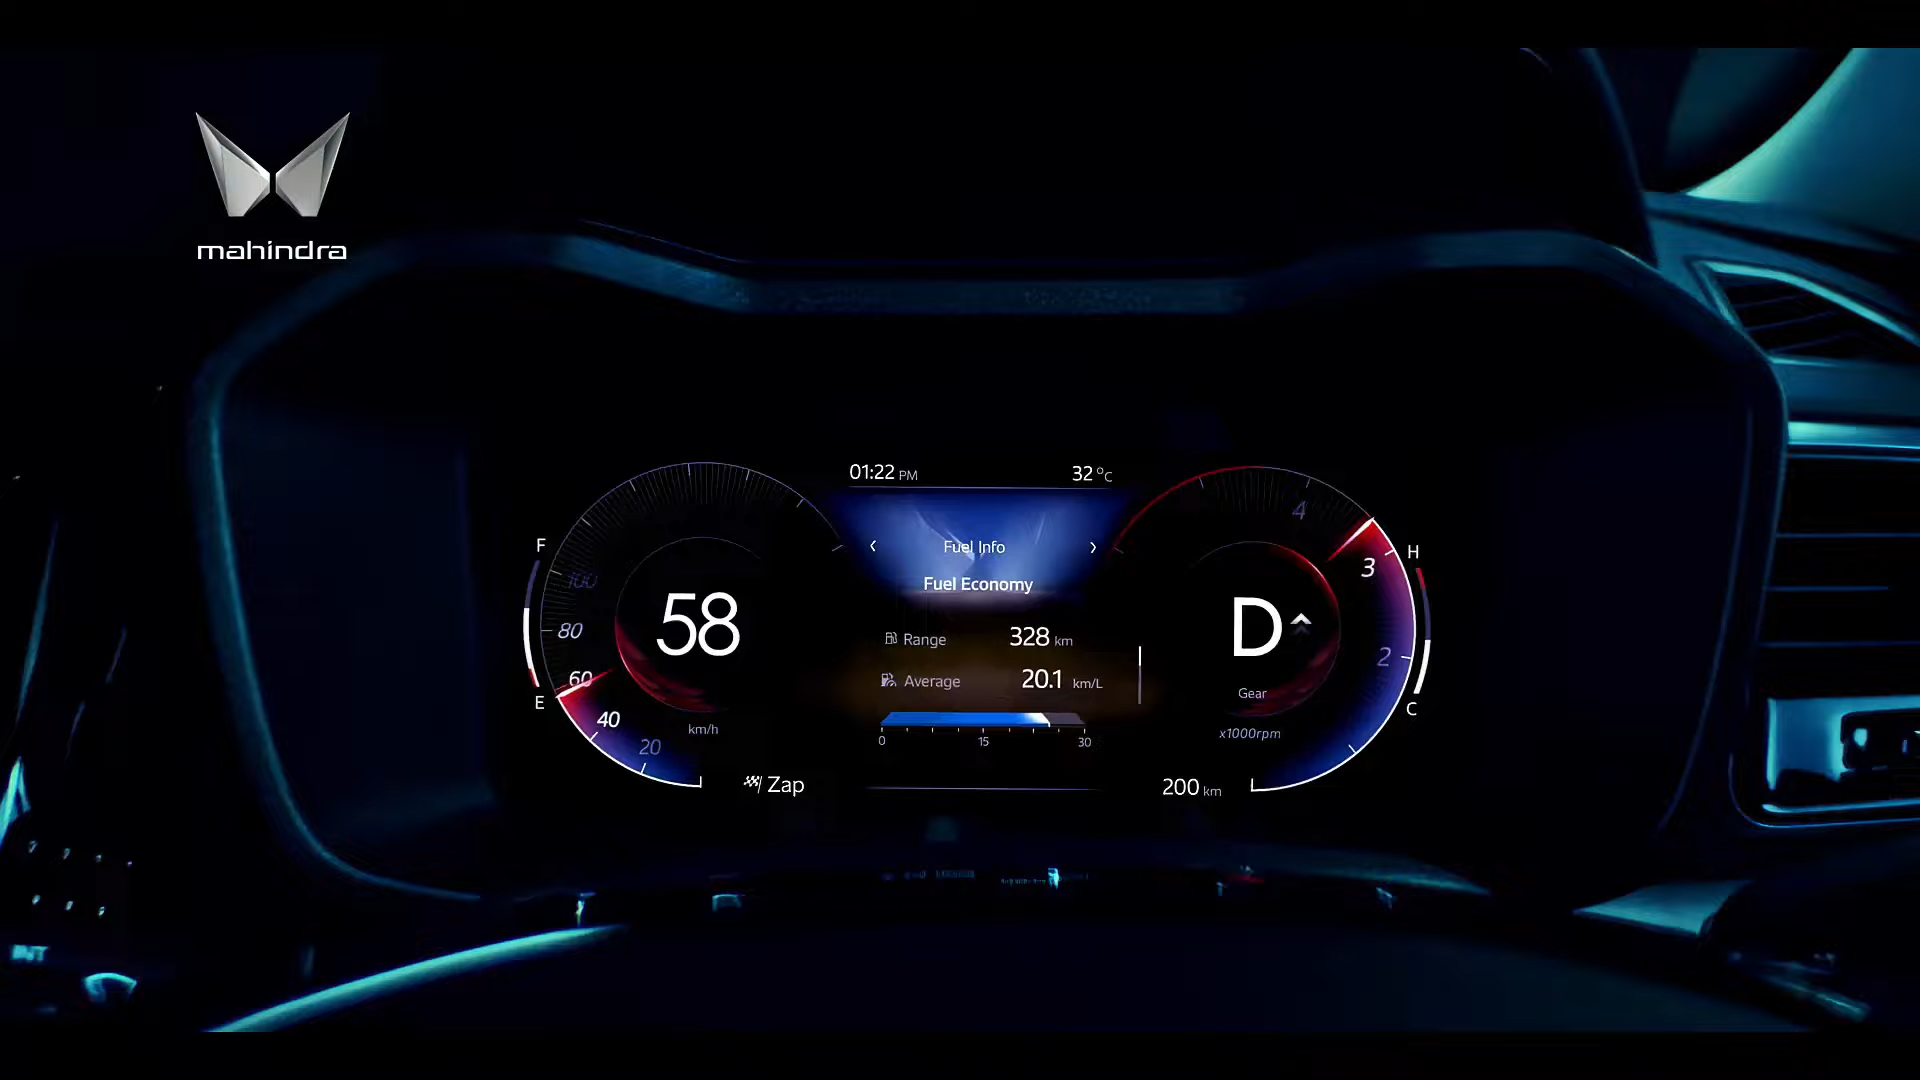 mahindra
01:22 PM
32 °C
‹ Fuel Info ›
Fuel Economy
Range 328 km
Average 20.1 km/L
0 15 30
F
100
80
60
40
20
E
58
km/h
Zap
4
3
2
H
C
D
Gear
x1000rpm
200 km